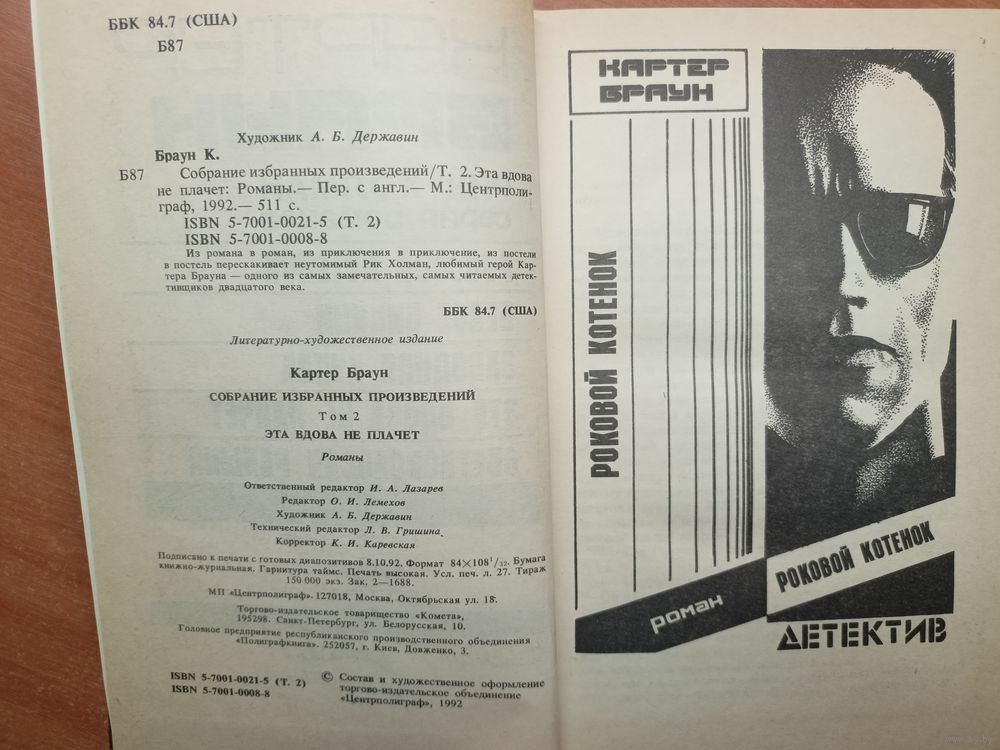 ББК 84.7 (США)
Б87
Художник А. Б. Державин
Браун К.
Б87 Собрание избранных произведений/Т. 2. Эта вдова
не плачет: Романы.— Пер. с англ.— М.: Центрполи-
граф, 1992.— 511 с.
ISBN 5-7001-0021-5 (Т. 2)
ISBN 5-7001-0008-8
Из романа в роман, из приключения в приключение, из постели
в постель перескакивает неутомимый Рик Холман, любимый герой Кар-
тера Брауна — одного из самых замечательных, самых читаемых детек-
тивщиков двадцатого века.
ББК 84.7 (США)
Литературно-художественное издание
Картер Браун
СОБРАНИЕ ИЗБРАННЫХ ПРОИЗВЕДЕНИЙ
Том 2
ЭТА ВДОВА НЕ ПЛАЧЕТ
Романы
Ответственный редактор И. А. Лазарев
Редактор О. И. Лемехов
Художник А. Б. Державин
Технический редактор Л. В. Гришина
Корректор К. И. Каревская
Подписано к печати с готовых диапозитивов 8.10.92. Формат 84×108¹/₃₂. Бумага
книжно-журнальная. Гарнитура таймс. Печать высокая. Усл. печ. л. 27. Тираж
150 000 экз. Зак. 2—1688.
МП «Центрполиграф». 127018, Москва, Октябрьская ул. 18.
Торгово-издательское товарищество «Комета»,
195298. Санкт-Петербург, ул. Белорусская, 10.
Головное предприятие республиканского производственного объединения
«Полиграфкнига». 252057, г. Киев, Довженко, 3.
ISBN 5-7001-0021-5 (Т. 2)
ISBN 5-7001-0008-8
© Состав и художественное оформление
торгово-издательское объединение
«Центрполиграф», 1992
КАРТЕР
БРАУН
РОКОВОЙ КОТЕНОК
роман
РОКОВОЙ КОТЕНОК
ДЕТЕКТИВ